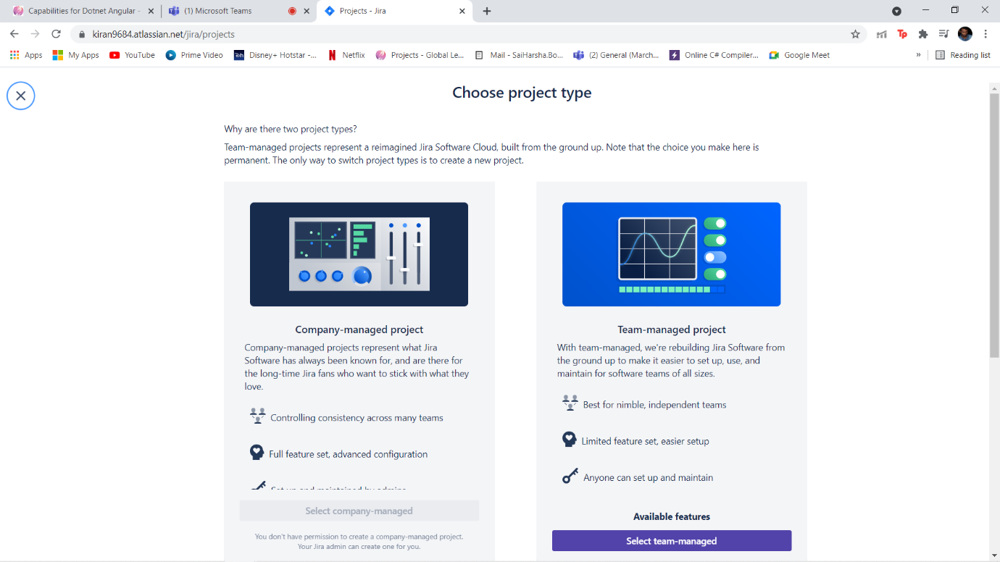 Capabilities for Dotnet Angular -
(1) Microsoft Teams
Projects - Jira
kiran9684.atlassian.net/jira/projects
Tp
Apps
My Apps
YouTube
Prime Video
Disney+ Hotstar -...
Netflix
Projects - Global Le...
Mail - SaiHarsha.Bo...
(2) General (March...
Online C# Compiler...
Google Meet
»
Reading list
Choose project type
Why are there two project types?
Team-managed projects represent a reimagined Jira Software Cloud, built from the ground up. Note that the choice you make here is
permanent. The only way to switch project types is to create a new project.
Company-managed project
Company-managed projects represent what Jira
Software has always been known for, and are there for
the long-time Jira fans who want to stick with what they
love.
Controlling consistency across many teams
Full feature set, advanced configuration
Set up and maintained by admins
Select company-managed
You don't have permission to create a company-managed project.
Your Jira admin can create one for you.
Team-managed project
With team-managed, we're rebuilding Jira Software from
the ground up to make it easier to set up, use, and
maintain for software teams of all sizes.
Best for nimble, independent teams
Limited feature set, easier setup
Anyone can set up and maintain
Available features
Select team-managed